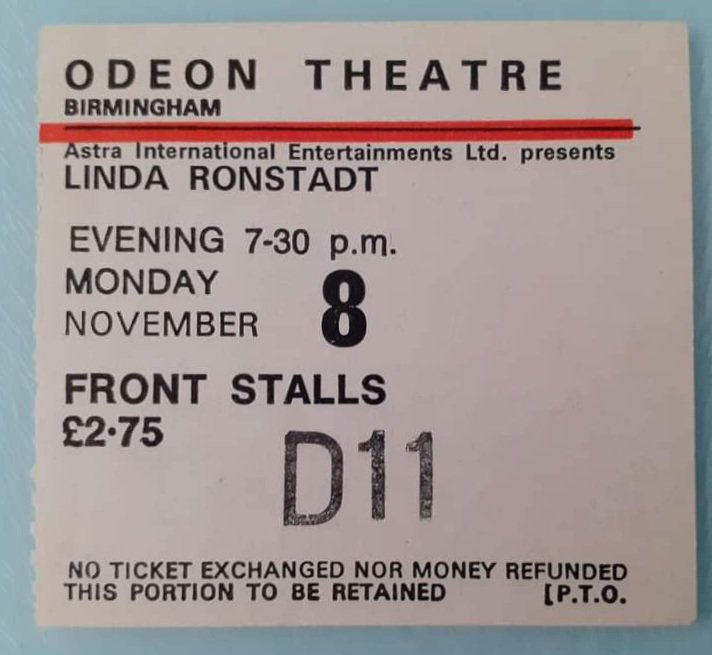 ODEON THEATRE
BIRMINGHAM
Astra International Entertainments Ltd. presents
LINDA RONSTADT
EVENING 7-30 p.m.
MONDAY
NOVEMBER 8
FRONT STALLS
£2·75
D11
NO TICKET EXCHANGED NOR MONEY REFUNDED
THIS PORTION TO BE RETAINED [P.T.O.